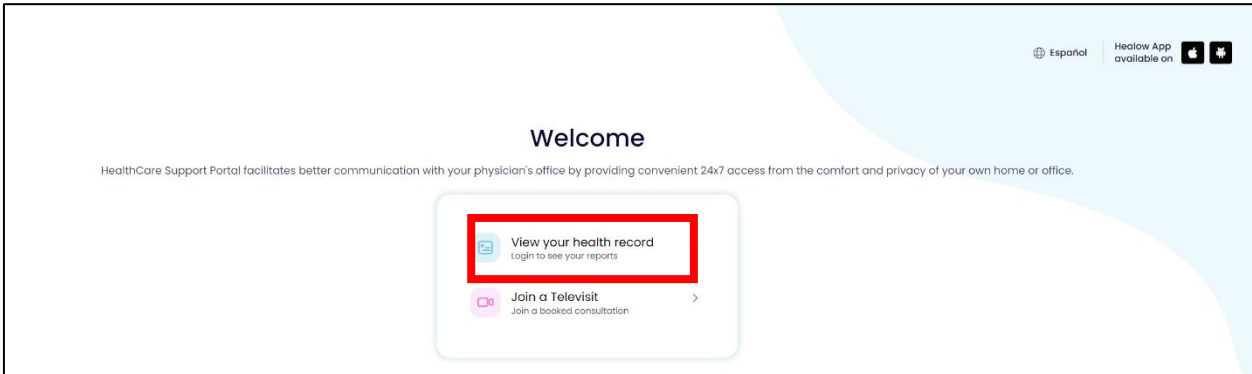 Español
Healow App
available on
Welcome
HealthCare Support Portal facilitates better communication with your physician's office by providing convenient 24x7 access from the comfort and privacy of your own home or office.
View your health record
Login to see your reports
Join a Televisit
Join a booked consultation